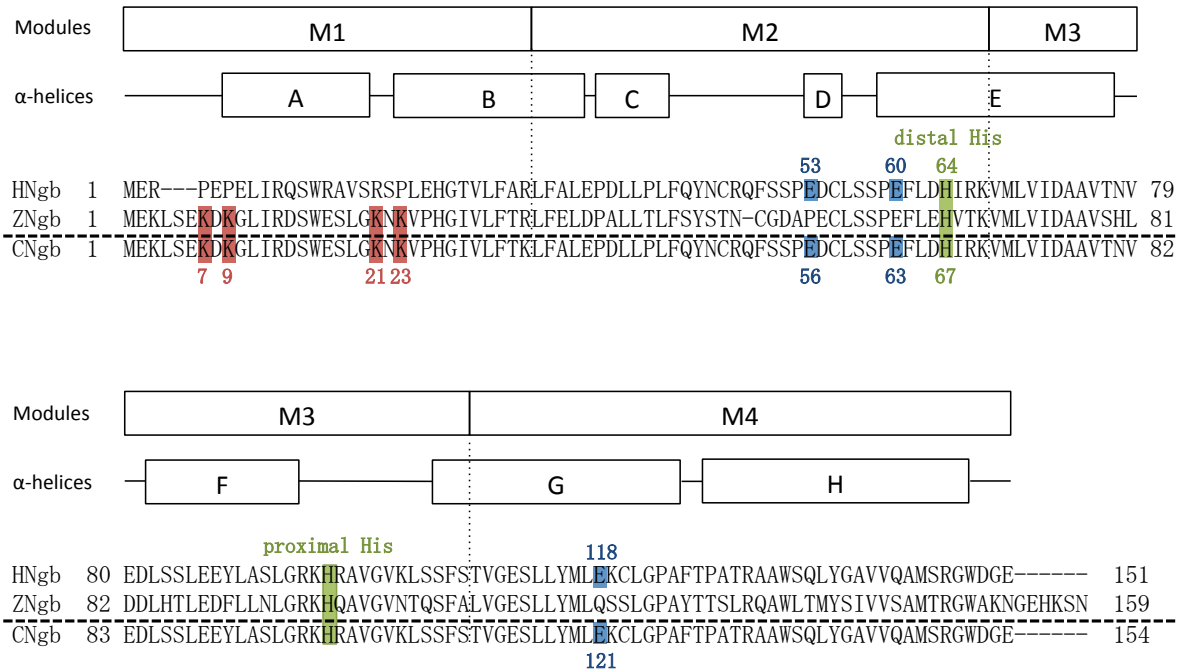 Modules M1 M2 M3
α-helices A B C D E
distal His
53 60 64
HNgb 1 MER---PEPELIRQSWRAVSRSPLEHGTVLFARLFALEPDLLPLFQYNCRQFSSPEDCLSSPEFLDHIRKVMLVIDAAVTNV 79
ZNgb 1 MEKLSEKDKGLIRDSWESLGKNKVPHGIVLFTRLFELDPALLTLFSYSTN-CGDAPECLSSPEFLEHVTKVMLVIDAAVSHL 81
CNgb 1 MEKLSEKDKGLIRDSWESLGKNKVPHGIVLFTKLFALEPDLLPLFQYNCRQFSSPEDCLSSPEFLDHIRKVMLVIDAAVTNV 82
7 9 21 23 56 63 67
Modules M3 M4
α-helices F G H
proximal His 118
HNgb 80 EDLSSLEEYLASLGRKHRAVGVKLSSFSTVGESLLYMLEKCLGPAFTPATRAAWSQLYGAVVQAMSRGWDGE------ 151
ZNgb 82 DDLHTLEDFLLNLGRKHQAVGVNTQSFALVGESLLYMLQSSLGPAYTTSLRQAWLTMYSIVVSAMTRGWAKNGEHKSN 159
CNgb 83 EDLSSLEEYLASLGRKHRAVGVKLSSFSTVGESLLYMLEKCLGPAFTPATRAAWSQLYGAVVQAMSRGWDGE------ 154
121